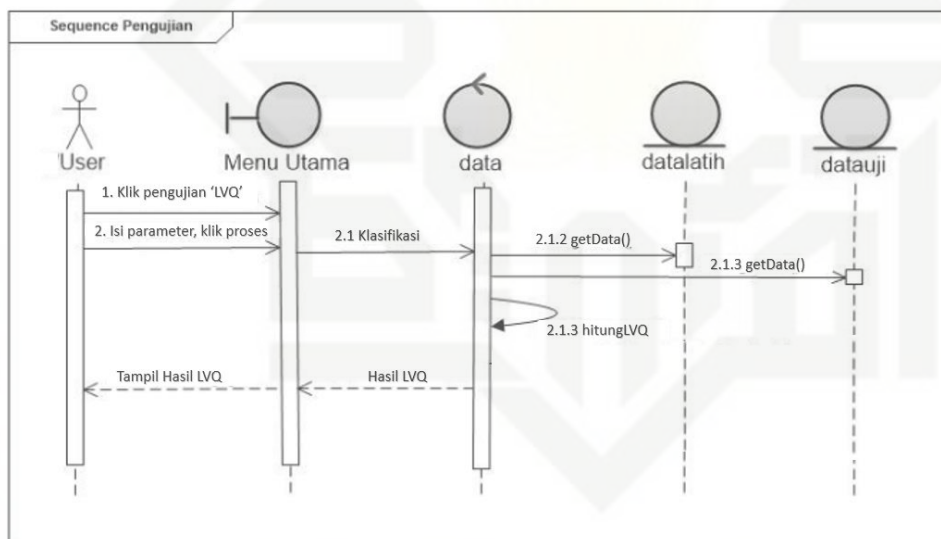 Sequence Pengujian
User
Menu Utama
data
datalatih
datauji
1. Klik pengujian 'LVQ'
2. Isi parameter, klik proses
2.1 Klasifikasi
2.1.2 getData()
2.1.3 getData()
2.1.3 hitungLVQ
Tampil Hasil LVQ
Hasil LVQ